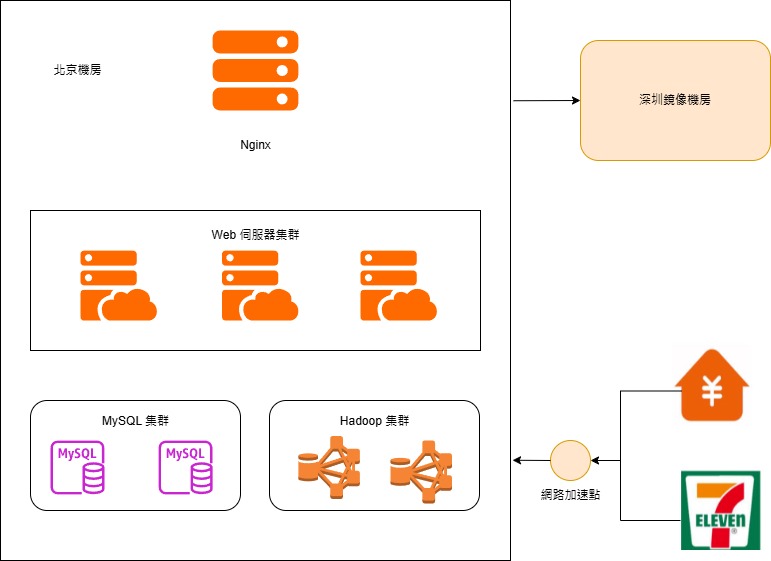 北京機房
Nginx
深圳鏡像機房
Web 伺服器集群
MySQL 集群
MySQL
MySQL
Hadoop 集群
¥
網路加速點
7
ELEVEN
®